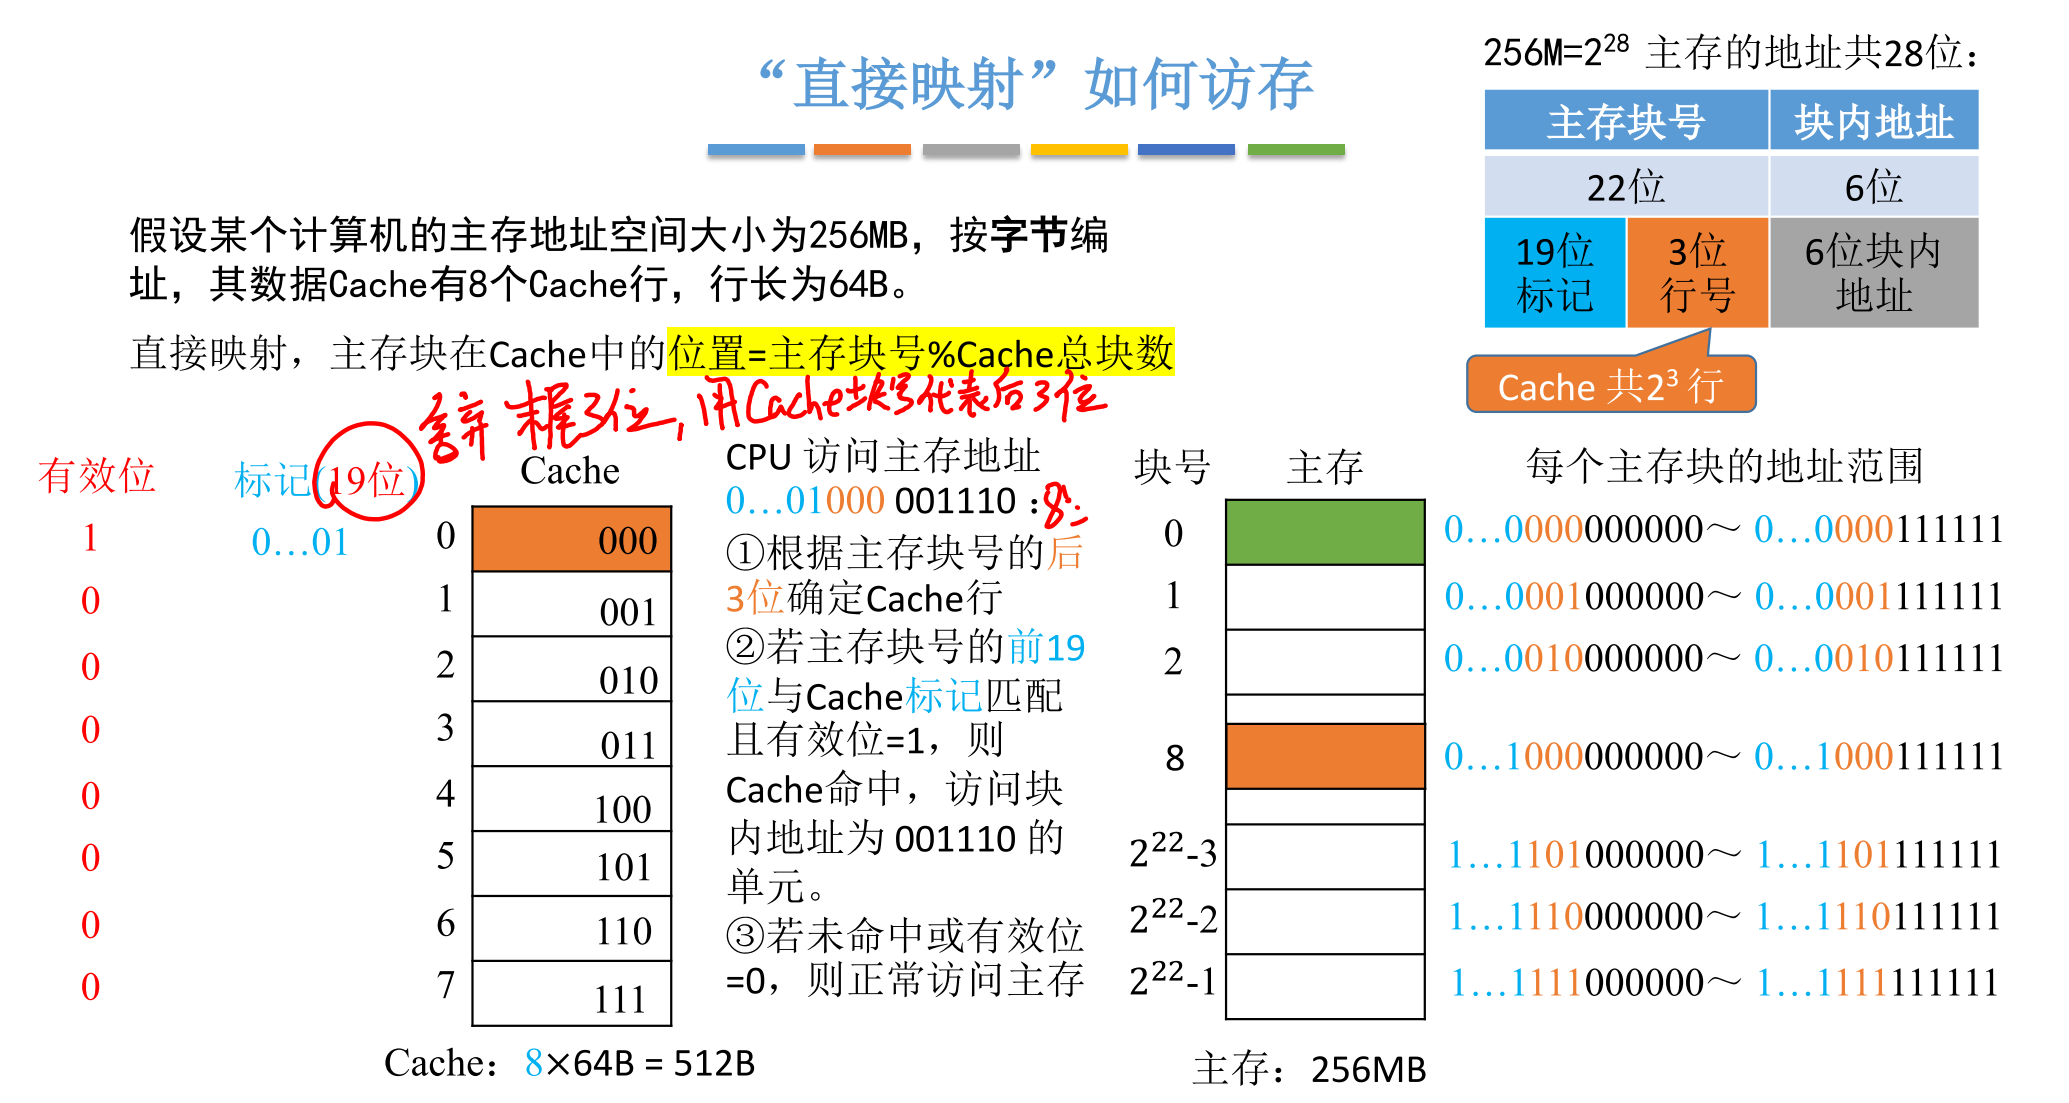 “直接映射”如何访存
256M=2²⁸ 主存的地址共28位：
主存块号 块内地址
22位 6位
19位标记 3位行号 6位块内地址
Cache 共2³ 行
假设某个计算机的主存地址空间大小为256MB，按字节编
址，其数据Cache有8个Cache行，行长为64B。
直接映射，主存块在Cache中的位置=主存块号%Cache总块数
舍弃末尾3位，用Cache块号代表后3位
有效位 标记(19位) Cache
1 0…01 0 000
0 1 001
0 2 010
0 3 011
0 4 100
0 5 101
0 6 110
0 7 111
Cache：8×64B = 512B
CPU 访问主存地址
0…01000 001110：
①根据主存块号的后
3位确定Cache行
②若主存块号的前19
位与Cache标记匹配
且有效位=1，则
Cache命中，访问块
内地址为 001110 的
单元。
③若未命中或有效位
=0，则正常访问主存
块号 主存 每个主存块的地址范围
0 0…0000000000～ 0…0000111111
1 0…0001000000～ 0…0001111111
2 0…0010000000～ 0…0010111111
8 0…1000000000～ 0…1000111111
2²²-3 1…1101000000～ 1…1101111111
2²²-2 1…1110000000～ 1…1110111111
2²²-1 1…1111000000～ 1…1111111111
主存：256MB